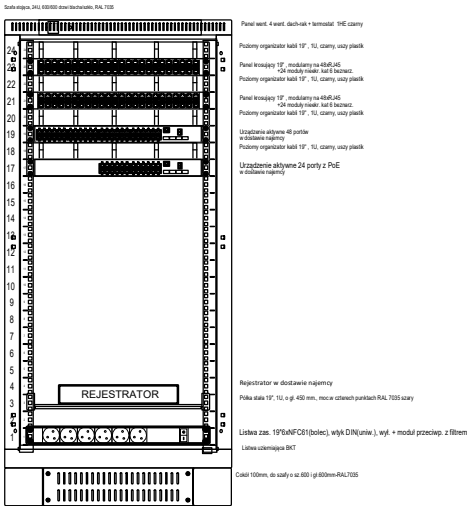 Szafa stojąca, 24U, 600/600 drzwi blacha/szkło, RAL 7035
Panel went. 4 went. dach-rak + termostat 1HE czarny
24
Poziomy organizator kabli 19", 1U, czarny, uszy plastik
23
Panel krosujący 19", modularny na 48xRJ45
+24 moduły nieekr. kat 6 beznarz.
22
Poziomy organizator kabli 19", 1U, czarny, uszy plastik
21
Panel krosujący 19", modularny na 48xRJ45
+24 moduły niekr. kat 6 beznarz.
20
Poziomy organizator kabli 19", 1U, czarny, uszy plastik
19
Urządzenie aktywne 48 portów
w dostawie najemcy
18
Poziomy organizator kabli 19", 1U, czarny, uszy plastik
17
Urządzenie aktywne 24 porty z PoE
w dostawie najemcy
16
15
14
13
12
11
10
9
8
7
6
5
4
REJESTRATOR
Rejestrator w dostawie najemcy
3
Półka stała 19", 1U, o gł. 450 mm., moc.w czterech punktach RAL 7035 szary
2
1
Listwa zas. 19"6xNFC61(bolec), wtyk DIN(uniw.), wył. + moduł przeciwp. z filtrem
Listwa uziemiająca BKT
Cokół 100mm, do szafy o sz.600 i gł.600mm-RAL7035